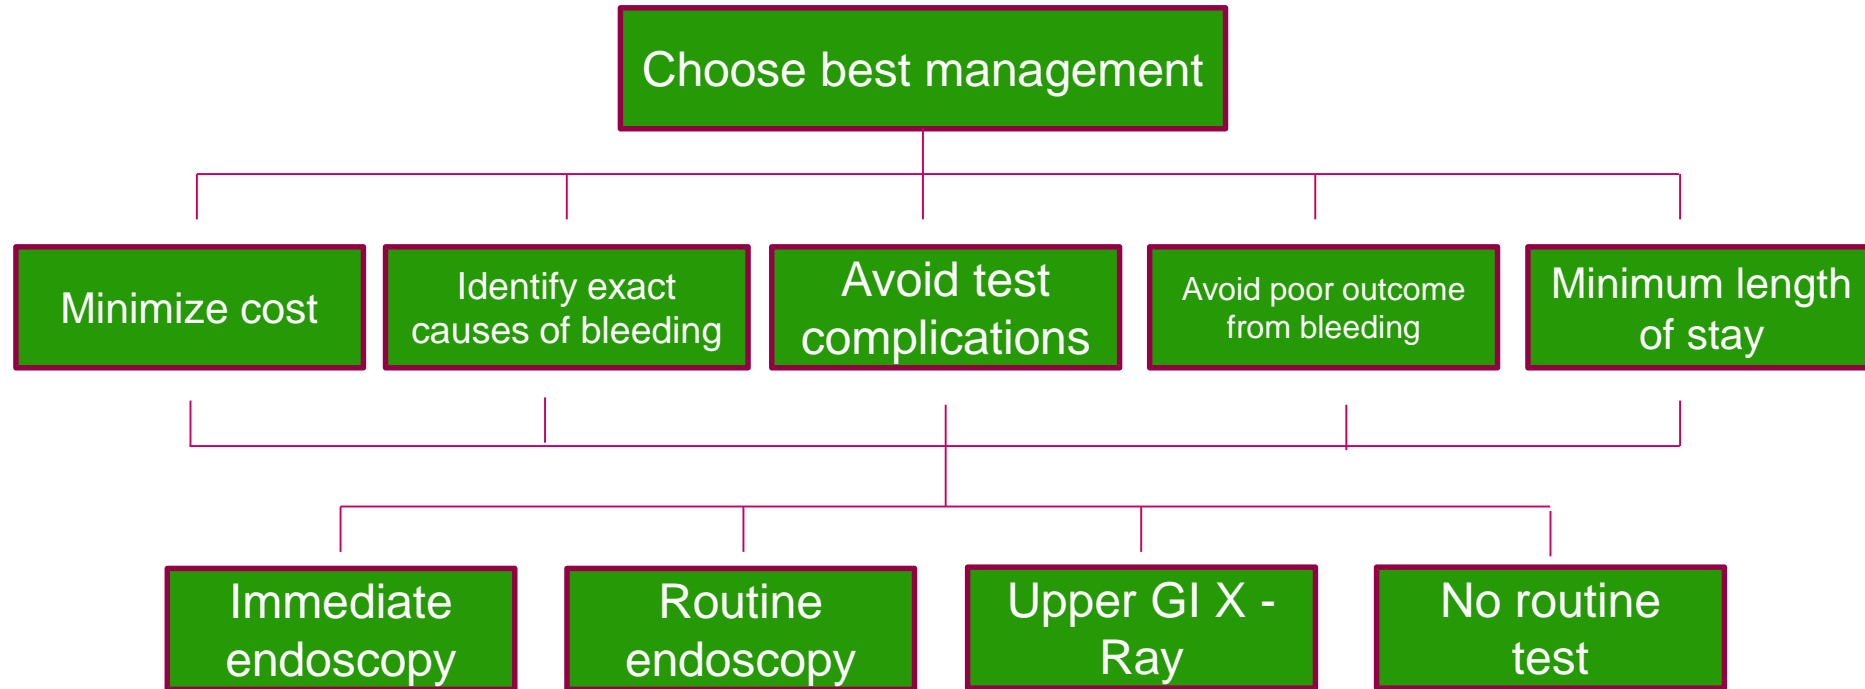 Choose best management
Minimize cost
Identify exact
causes of bleeding
Avoid test
complications
Avoid poor outcome
from bleeding
Minimum length
of stay
Immediate
endoscopy
Routine
endoscopy
Upper GI X -
Ray
No routine
test